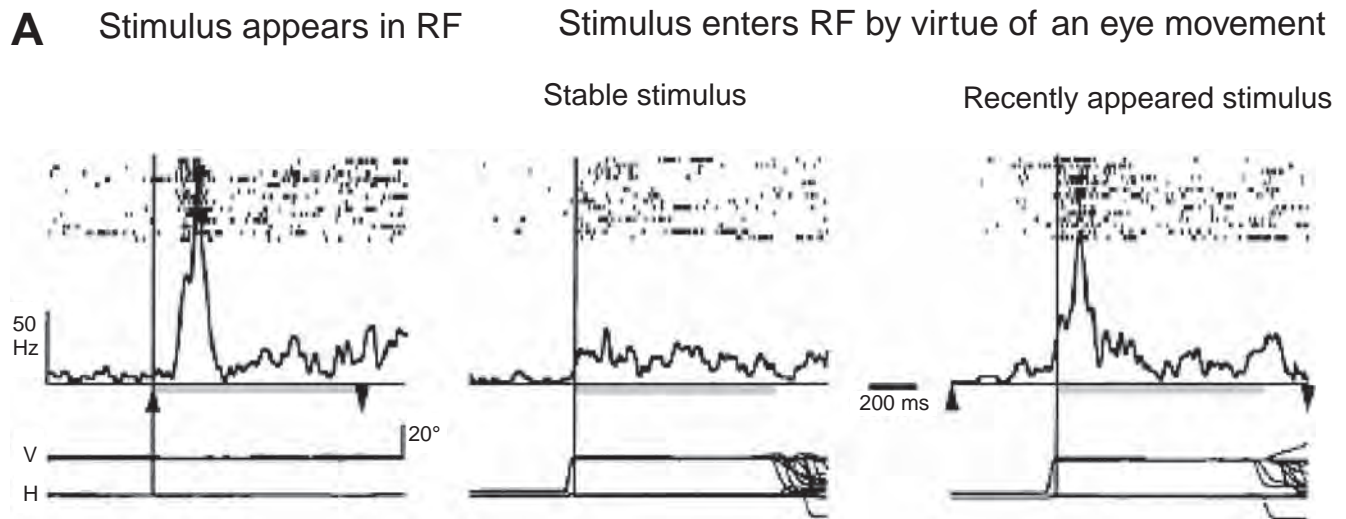 A Stimulus appears in RF Stimulus enters RF by virtue of an eye movement
Stable stimulus Recently appeared stimulus
50
Hz
200 ms
20°
V
H